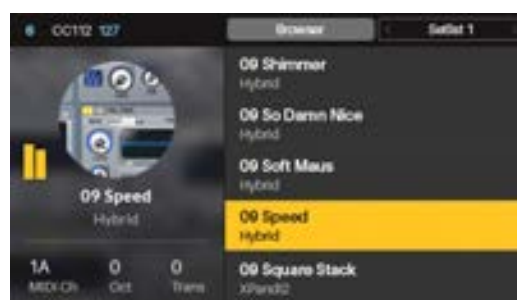 6 CC112 127
Browser
Setlist 1
09 Speed
Hybrid
1A 0 0
MIDI Ch Oct Trans
09 Shimmer
Hybrid
09 So Damn Nice
Hybrid
09 Soft Maus
Hybrid
09 Speed
Hybrid
09 Square Stack
XPand!2